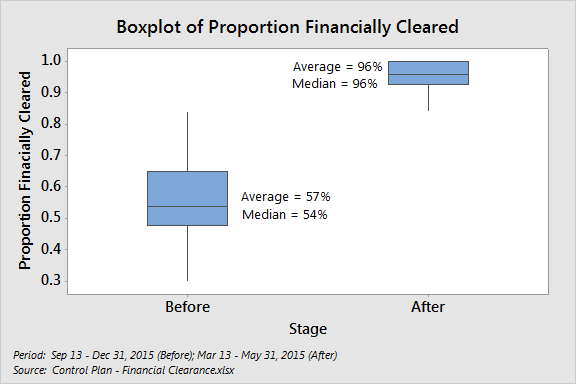 Boxplot of Proportion Financially Cleared
Proportion Finacially Cleared
1.0
0.9
0.8
0.7
0.6
0.5
0.4
0.3
Average = 96%
Median = 96%
Average = 57%
Median = 54%
Before
After
Stage
Period: Sep 13 - Dec 31, 2015 (Before); Mar 13 - May 31, 2015 (After)
Source: Control Plan - Financial Clearance.xlsx